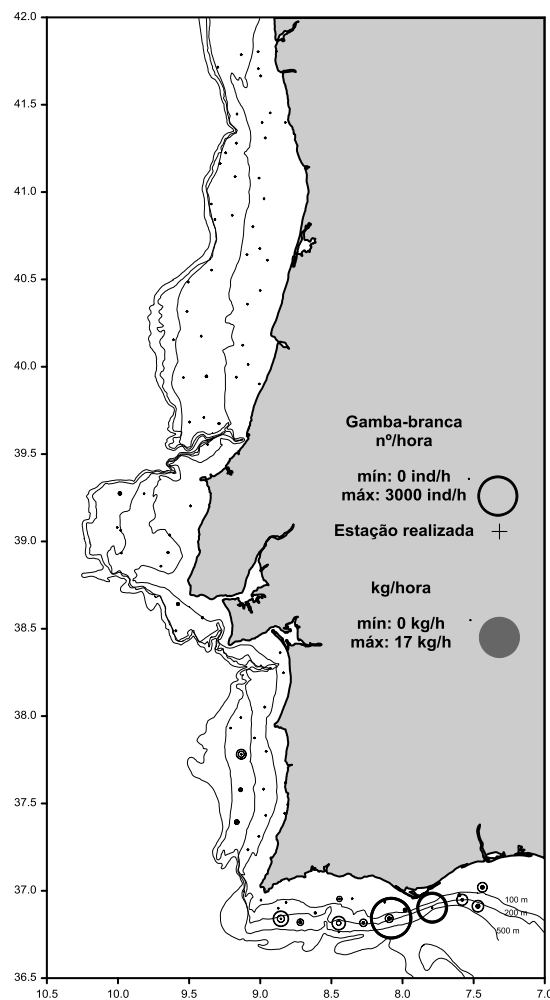 42.0
41.5
41.0
40.5
40.0
39.5
39.0
38.5
38.0
37.5
37.0
36.5
Gamba-branca
nº/hora
mín: 0 ind/h
máx: 3000 ind/h
Estação realizada
kg/hora
mín: 0 kg/h
máx: 17 kg/h
100 m
200 m
500 m
10.5 10.0 9.5 9.0 8.5 8.0 7.5 7.0